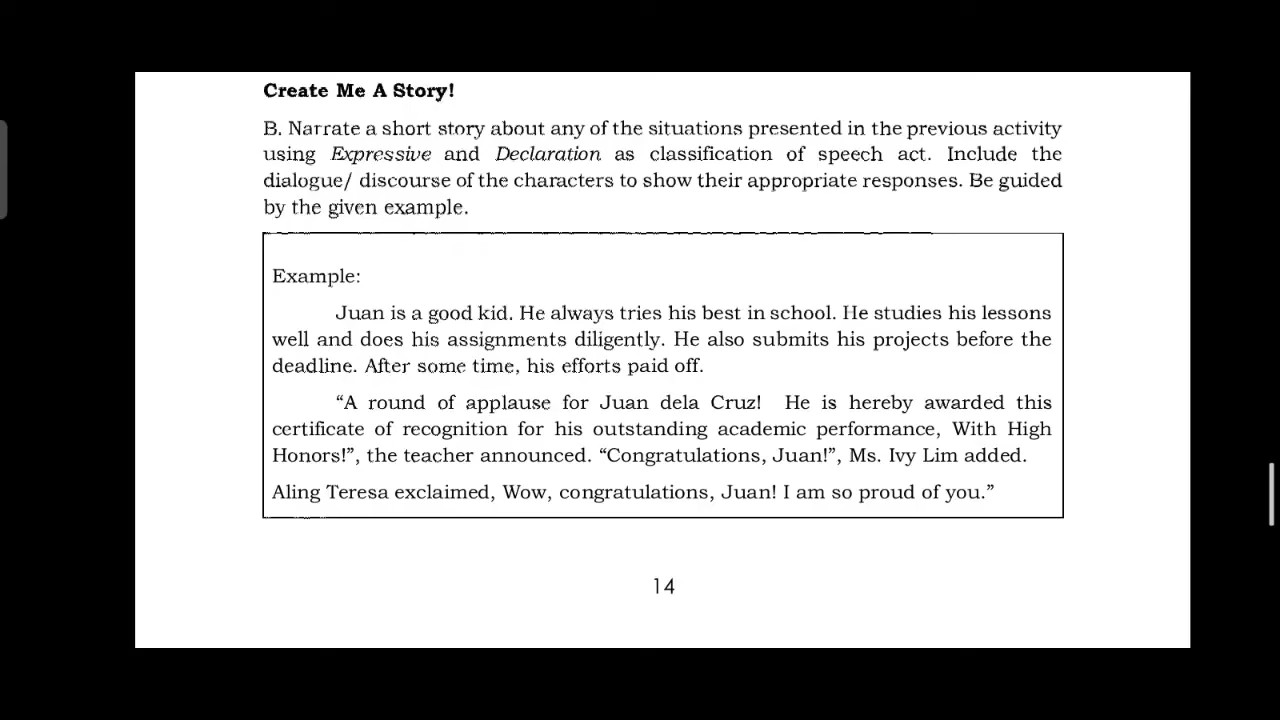 Create Me A Story!
B. Narrate a short story about any of the situations presented in the previous activity
using Expressive and Declaration as classification of speech act. Include the
dialogue/ discourse of the characters to show their appropriate responses. Be guided
by the given example.
Example:
Juan is a good kid. He always tries his best in school. He studies his lessons
well and does his assignments diligently. He also submits his projects before the
deadline. After some time, his efforts paid off.
“A round of applause for Juan dela Cruz! He is hereby awarded this
certificate of recognition for his outstanding academic performance, With High
Honors!”, the teacher announced. “Congratulations, Juan!”, Ms. Ivy Lim added.
Aling Teresa exclaimed, Wow, congratulations, Juan! I am so proud of you.”
14